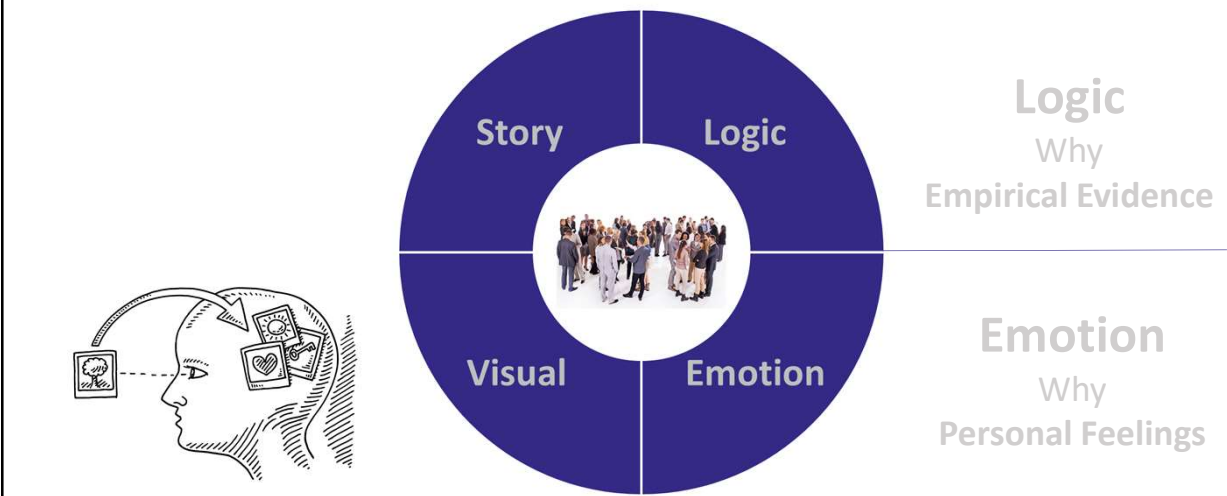 Story
Logic
Visual
Emotion
Logic
Why
Empirical Evidence
Emotion
Why
Personal Feelings